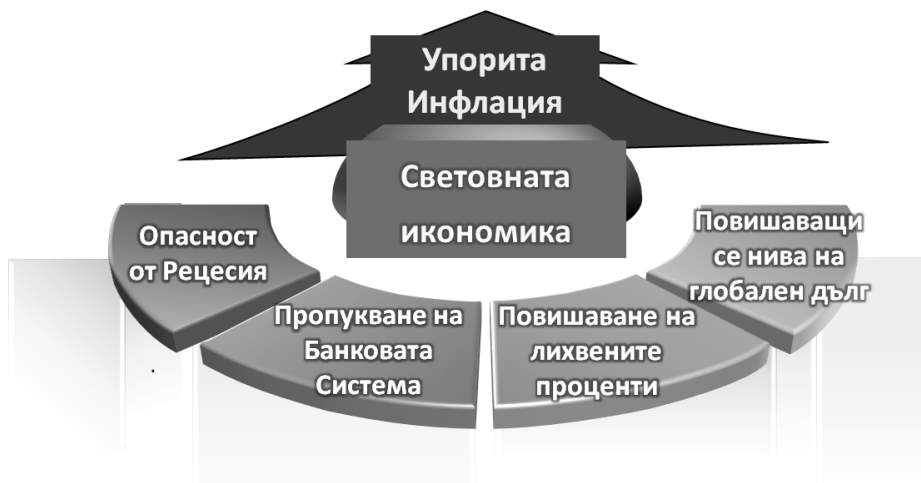 Упорита
Инфлация
Световната
икономика
Опасност
от Рецесия
Пропукване на
Банковата
Система
Повишаване на
лихвените
проценти
Повишаващи
се нива на
глобален дълг